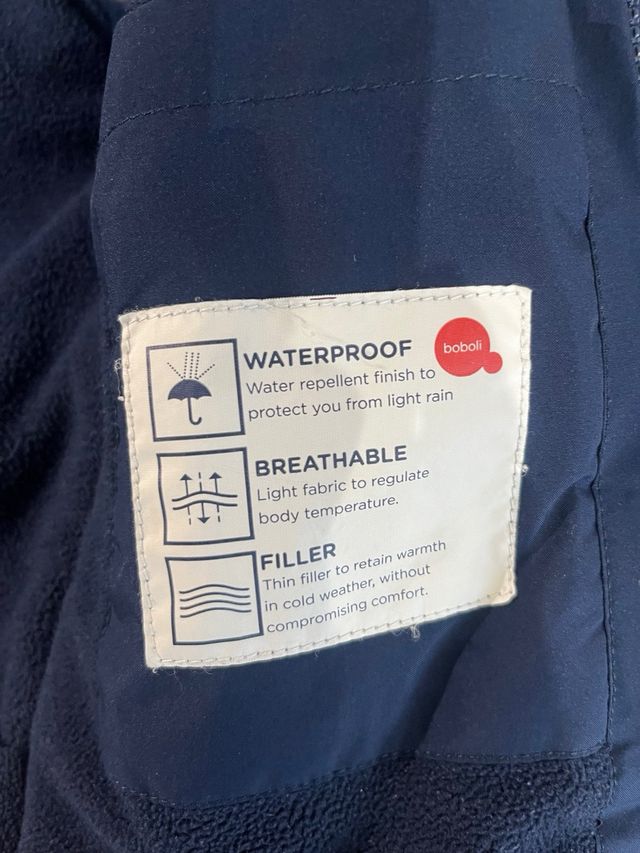 WATERPROOF
boboli
Water repellent finish to
protect you from light rain
BREATHABLE
Light fabric to regulate
body temperature.
FILLER
Thin filler to retain warmth
in cold weather, without
compromising comfort.